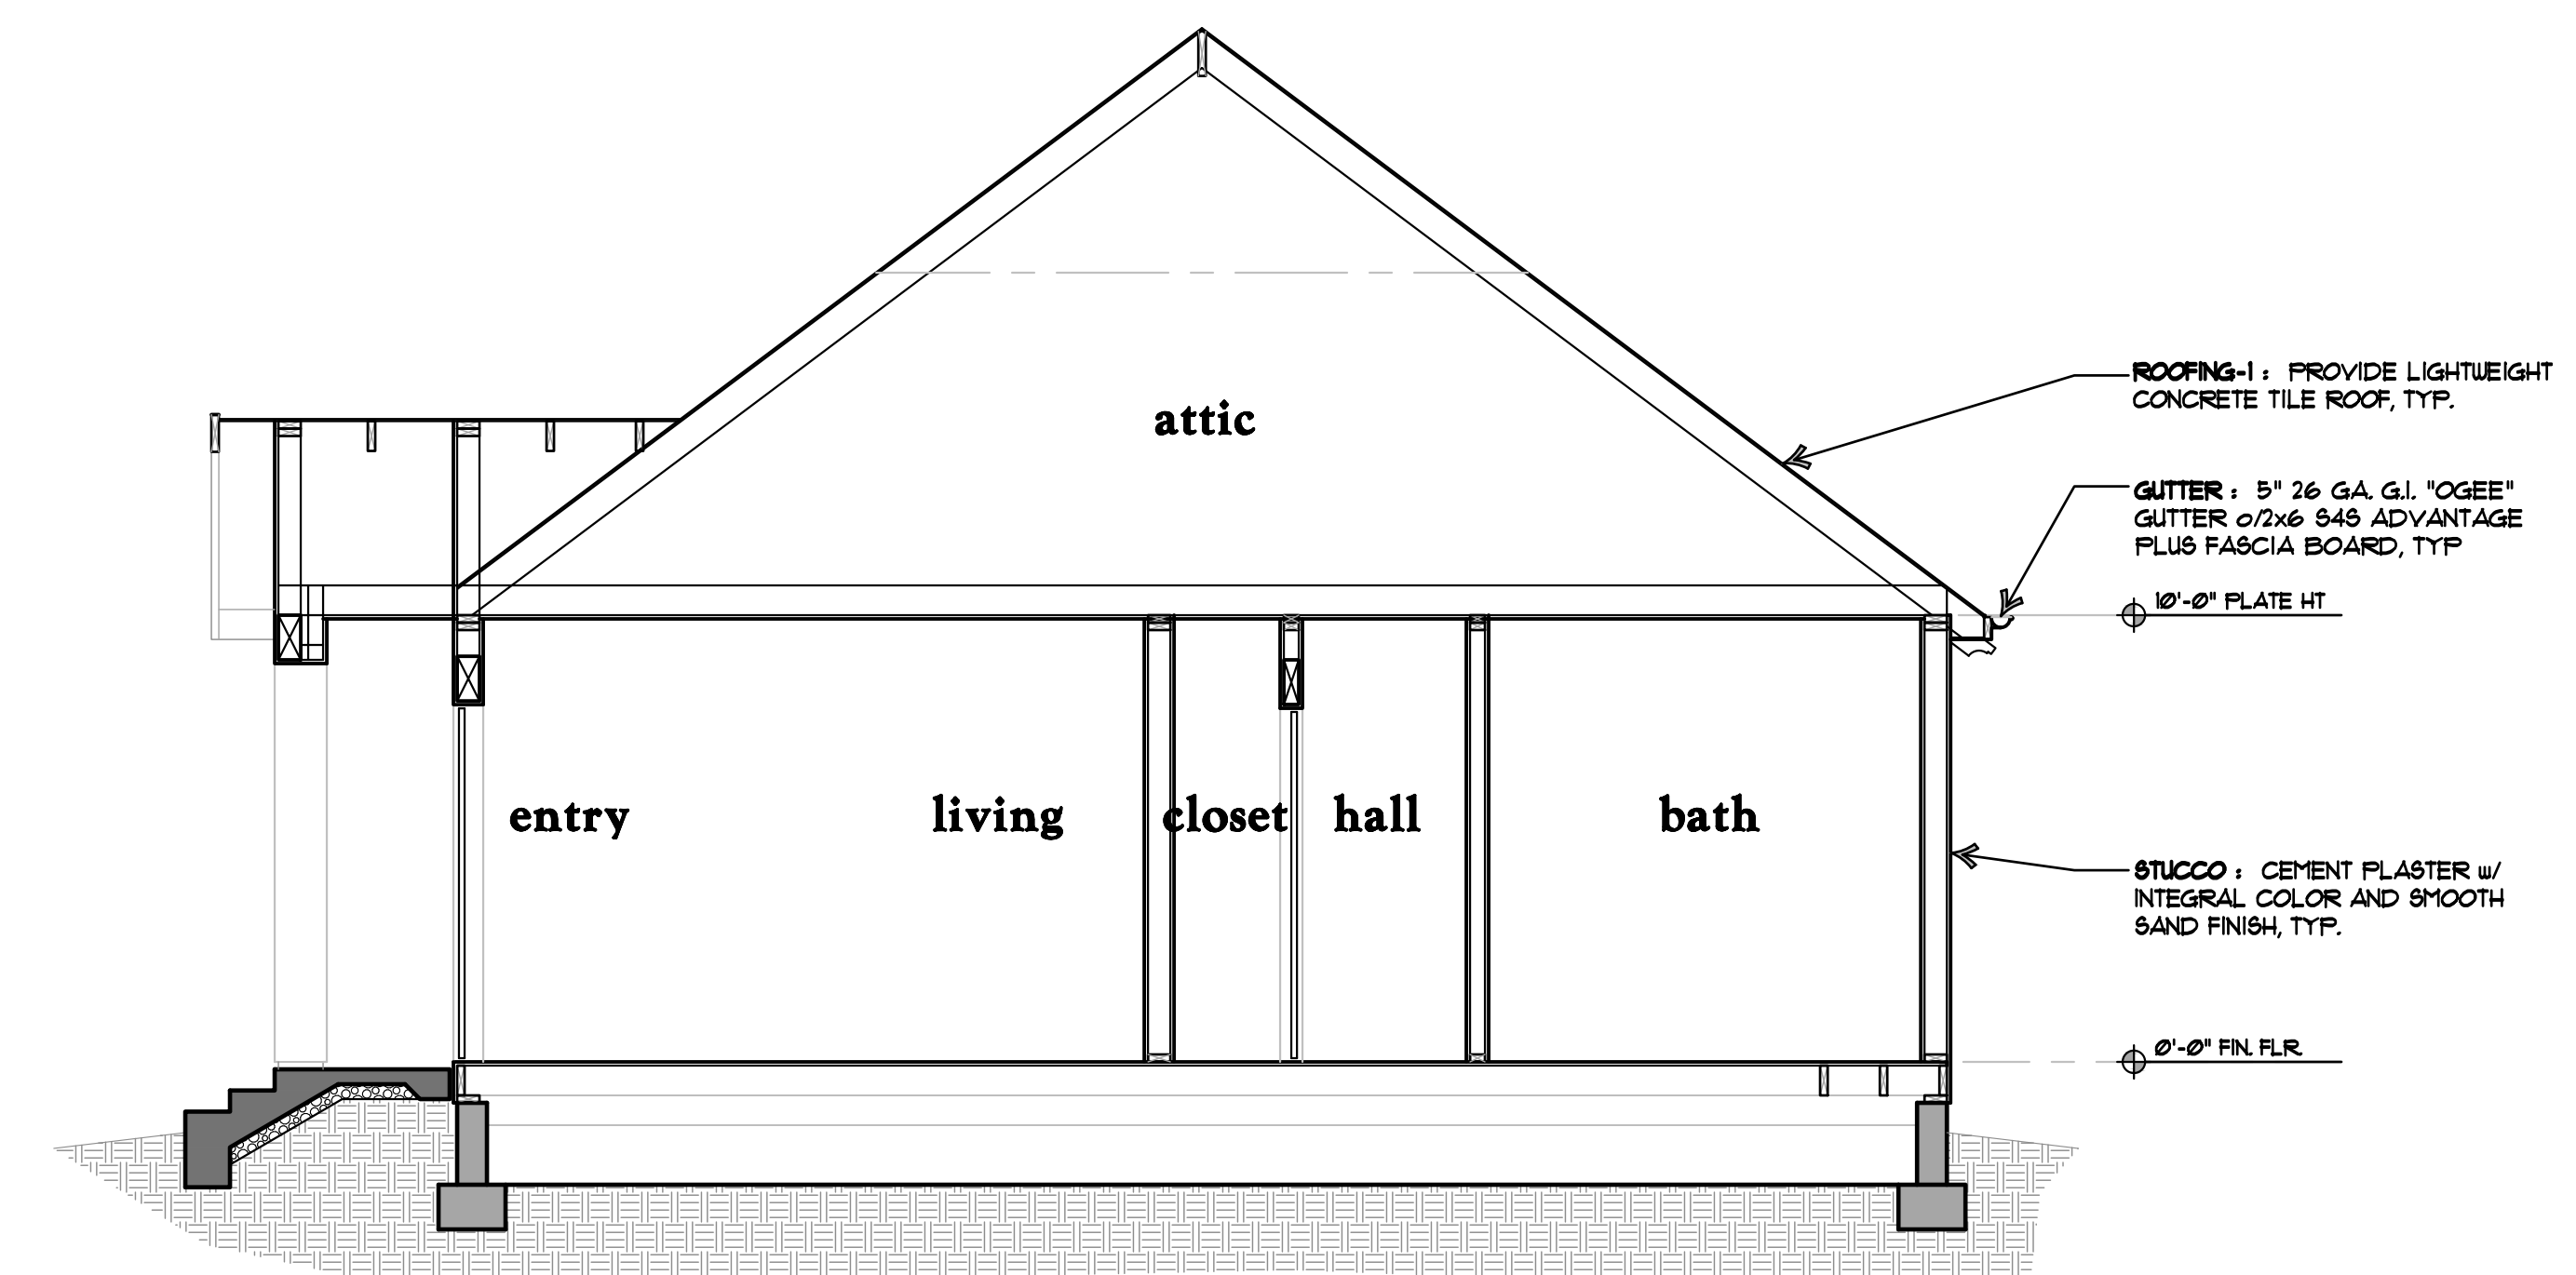 attic
ROOFING-1 : PROVIDE LIGHTWEIGHT
CONCRETE TILE ROOF, TYP.
GUTTER : 5" 26 GA. G.I. "OGEE"
GUTTER o/2x6 S4S ADVANTAGE
PLUS FASCIA BOARD, TYP
10'-0" PLATE HT
entry living closet hall bath
STUCCO : CEMENT PLASTER w/
INTEGRAL COLOR AND SMOOTH
SAND FINISH, TYP.
0'-0" FIN. FLR.